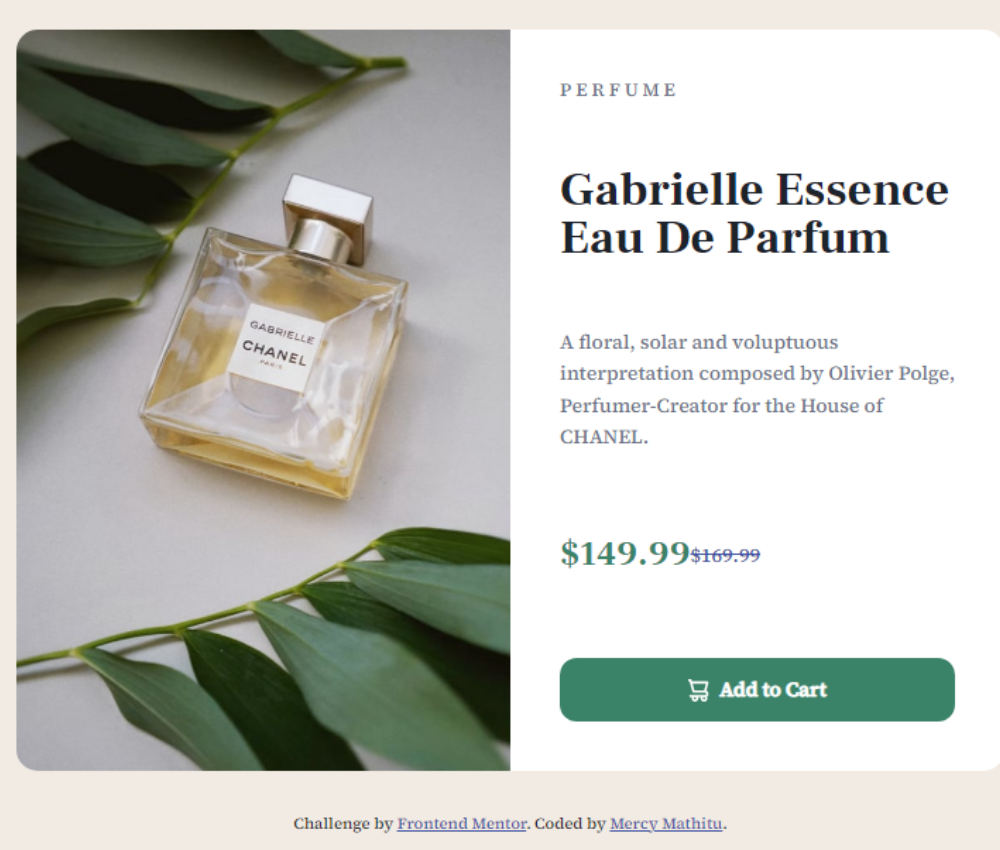 GABRIELLE
CHANEL
PARIS
PERFUME
Gabrielle Essence
Eau De Parfum
A floral, solar and voluptuous
interpretation composed by Olivier Polge,
Perfumer-Creator for the House of
CHANEL.
$149.99$169.99
Add to Cart
Challenge by Frontend Mentor. Coded by Mercy Mathitu.